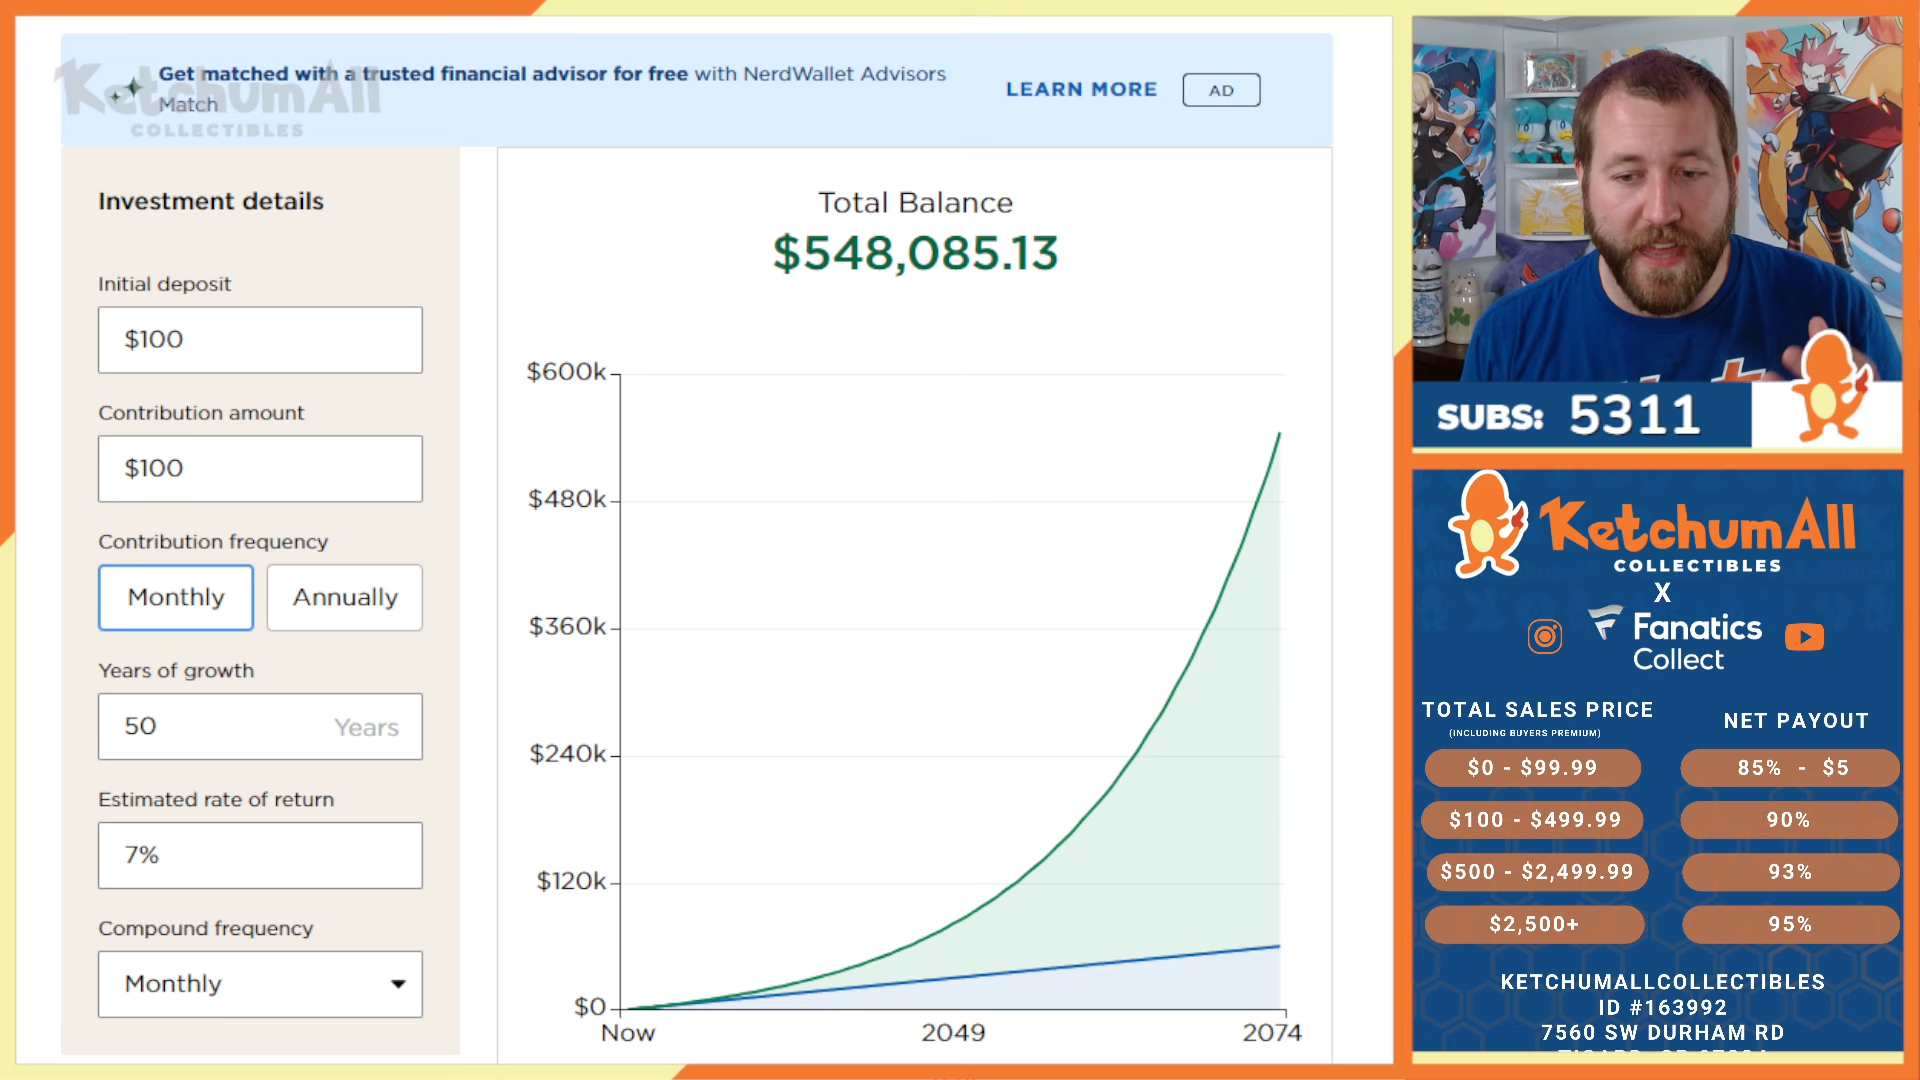 Get matched with a trusted financial advisor for free with NerdWallet Advisors
Match
LEARN MORE
AD
KetchumAll
COLLECTIBLES
Investment details
Initial deposit
$100
Contribution amount
$100
Contribution frequency
Monthly
Annually
Years of growth
50
Years
Estimated rate of return
7%
Compound frequency
Monthly
Total Balance
$548,085.13
$600k
$480k
$360k
$240k
$120k
$0
Now
2049
2074
SUBS: 5311
KetchumAll
COLLECTIBLES
X
Fanatics
Collect
TOTAL SALES PRICE
(INCLUDING BUYERS PREMIUM)
NET PAYOUT
$0 - $99.99
85% - $5
$100 - $499.99
90%
$500 - $2,499.99
93%
$2,500+
95%
KETCHUMALLCOLLECTIBLES
ID #163992
7560 SW DURHAM RD